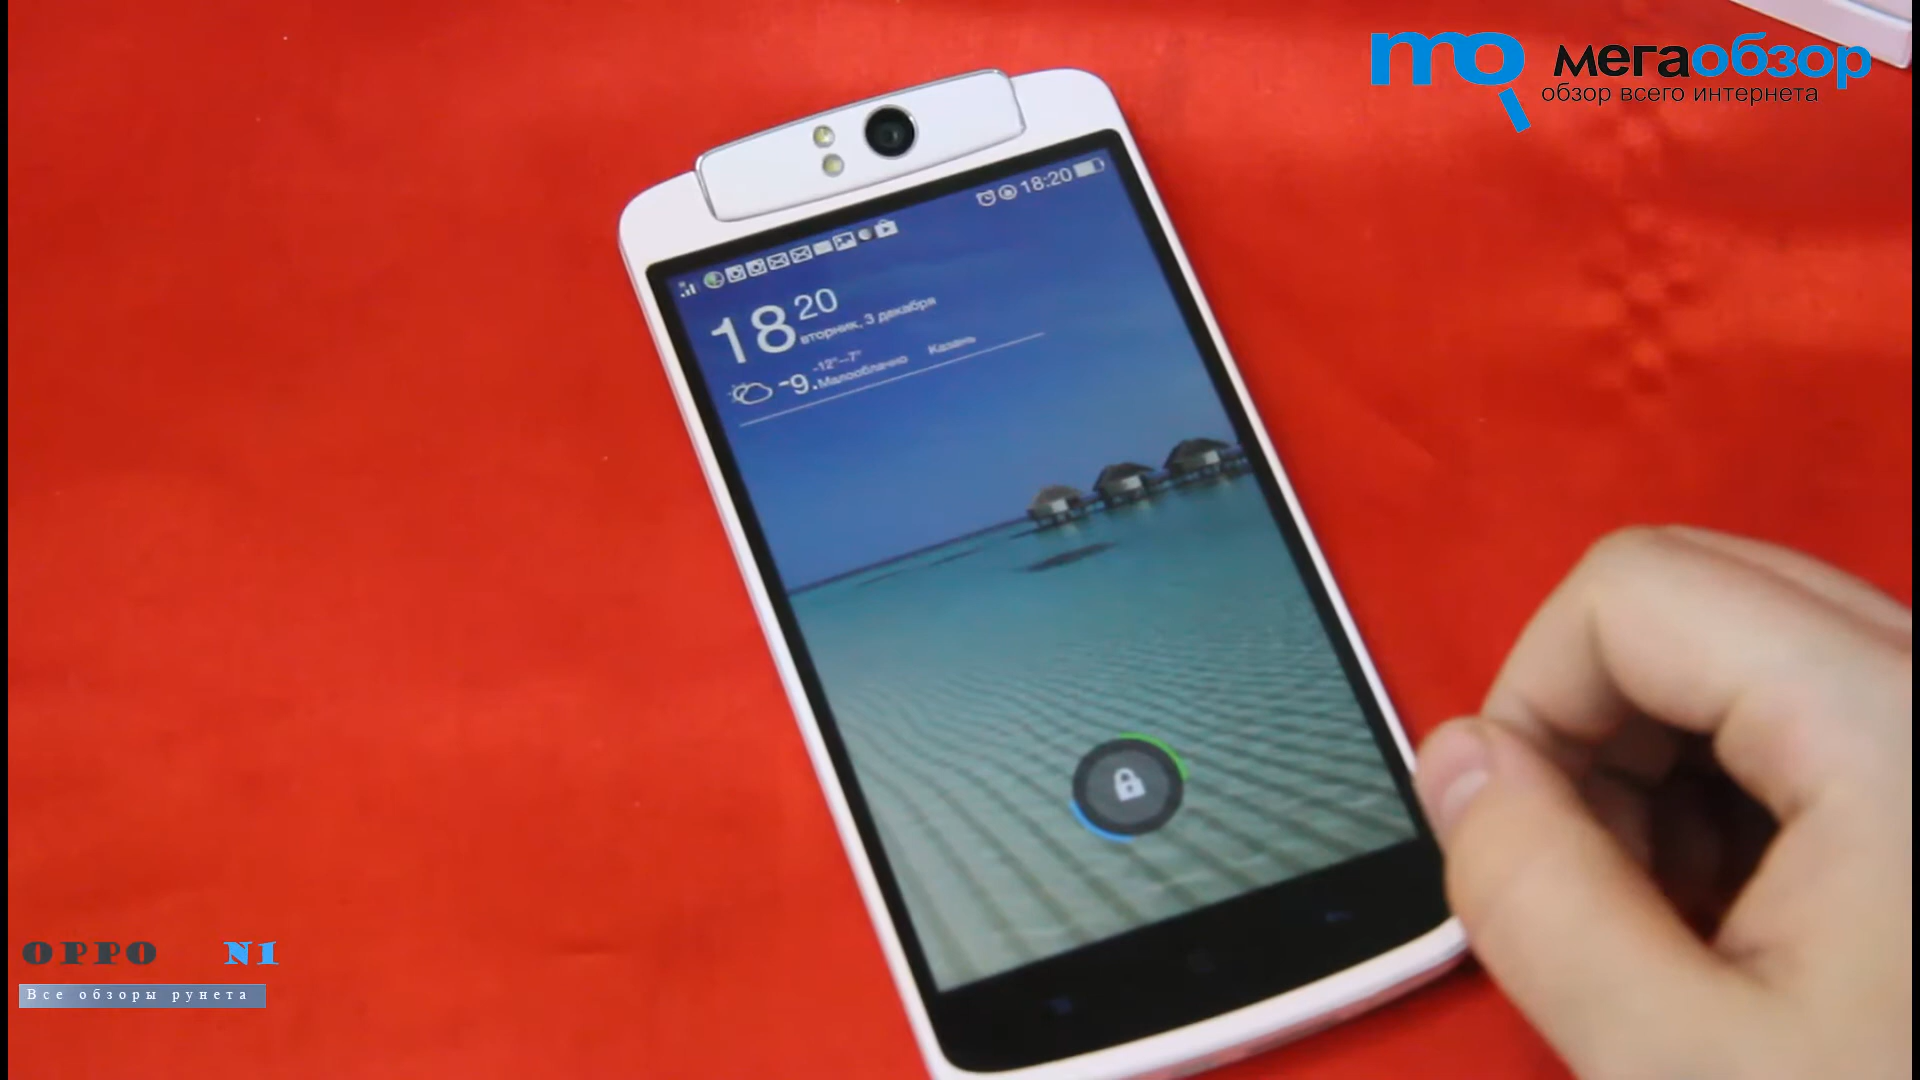 mo мегаобзор
обзор всего интернета
18:20
18 20
вторник, 3 декабря
-12°~-7°
-9. Малооблачно Казань
OPPO N1
Все обзоры рунета